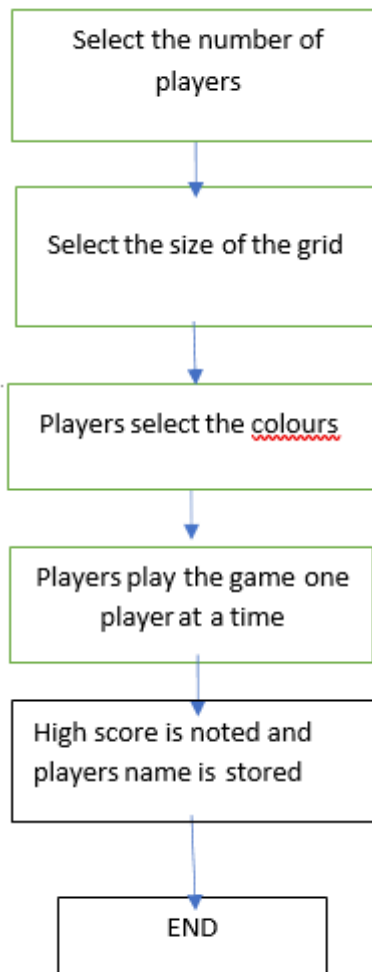 Select the number of
players
Select the size of the grid
Players select the colours
Players play the game one
player at a time
High score is noted and
players name is stored
END